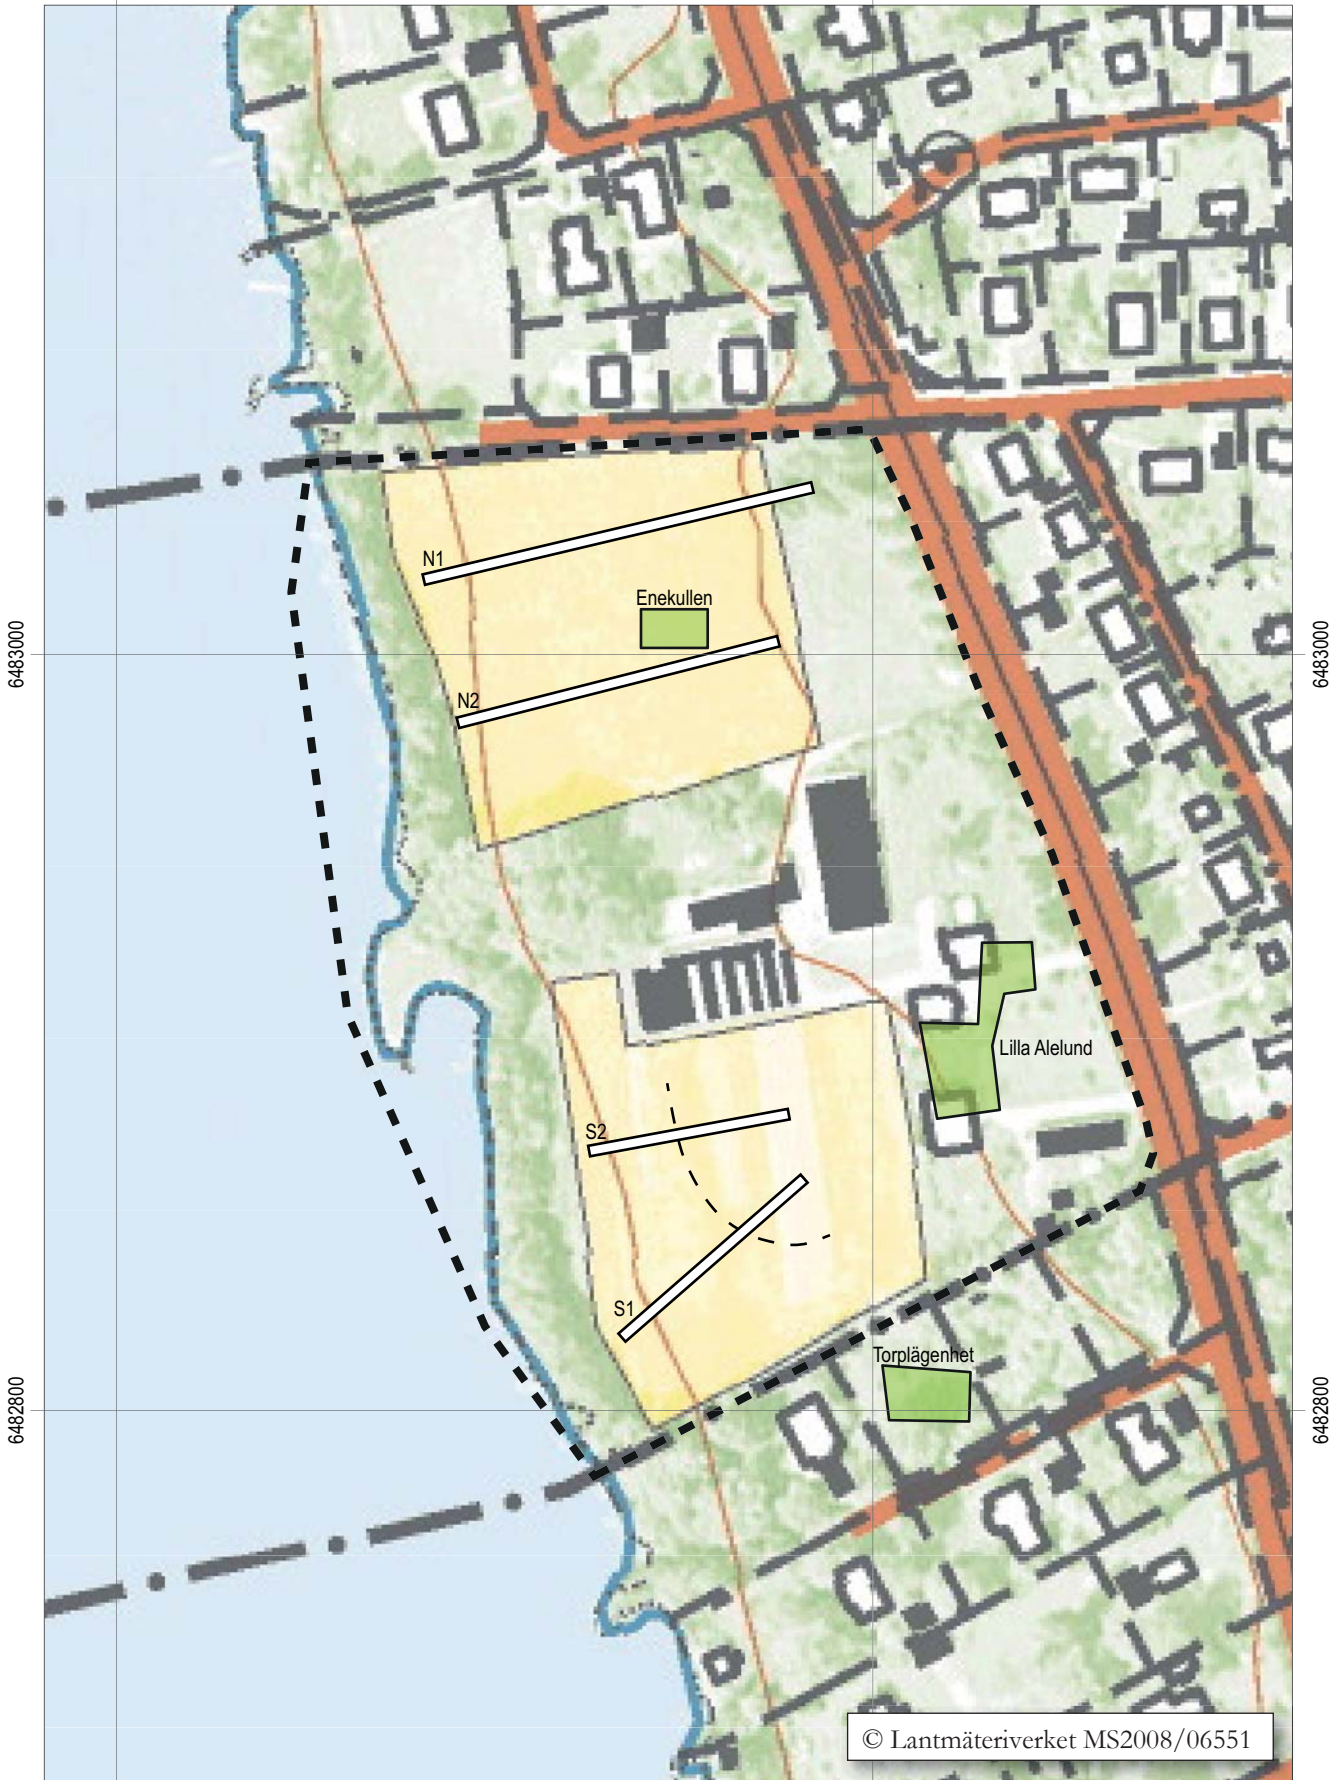 N1
Enekullen
6483000
6483000
N2
Lilla Alelund
S2
S1
Torplägenhet
6482800
6482800
© Lantmäteriverket MS2008/06551